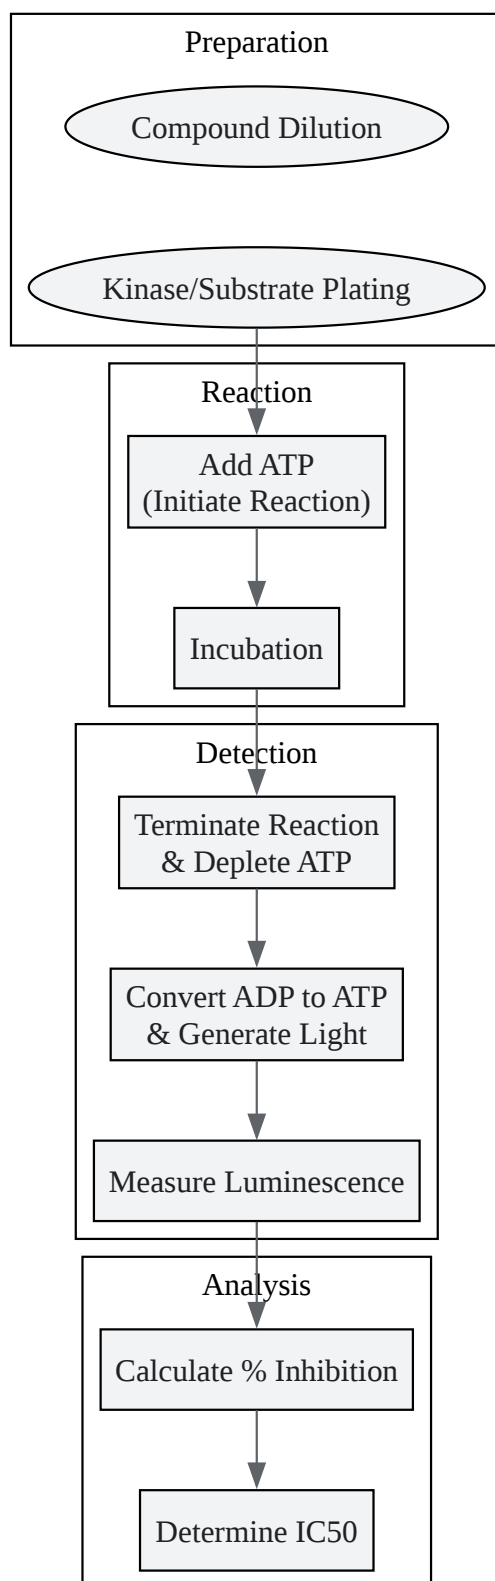 Preparation
Compound Dilution
Kinase/Substrate Plating
Reaction
Add ATP
(Initiate Reaction)
Incubation
Detection
Terminate Reaction
& Deplete ATP
Convert ADP to ATP
& Generate Light
Measure Luminescence
Analysis
Calculate % Inhibition
Determine IC50